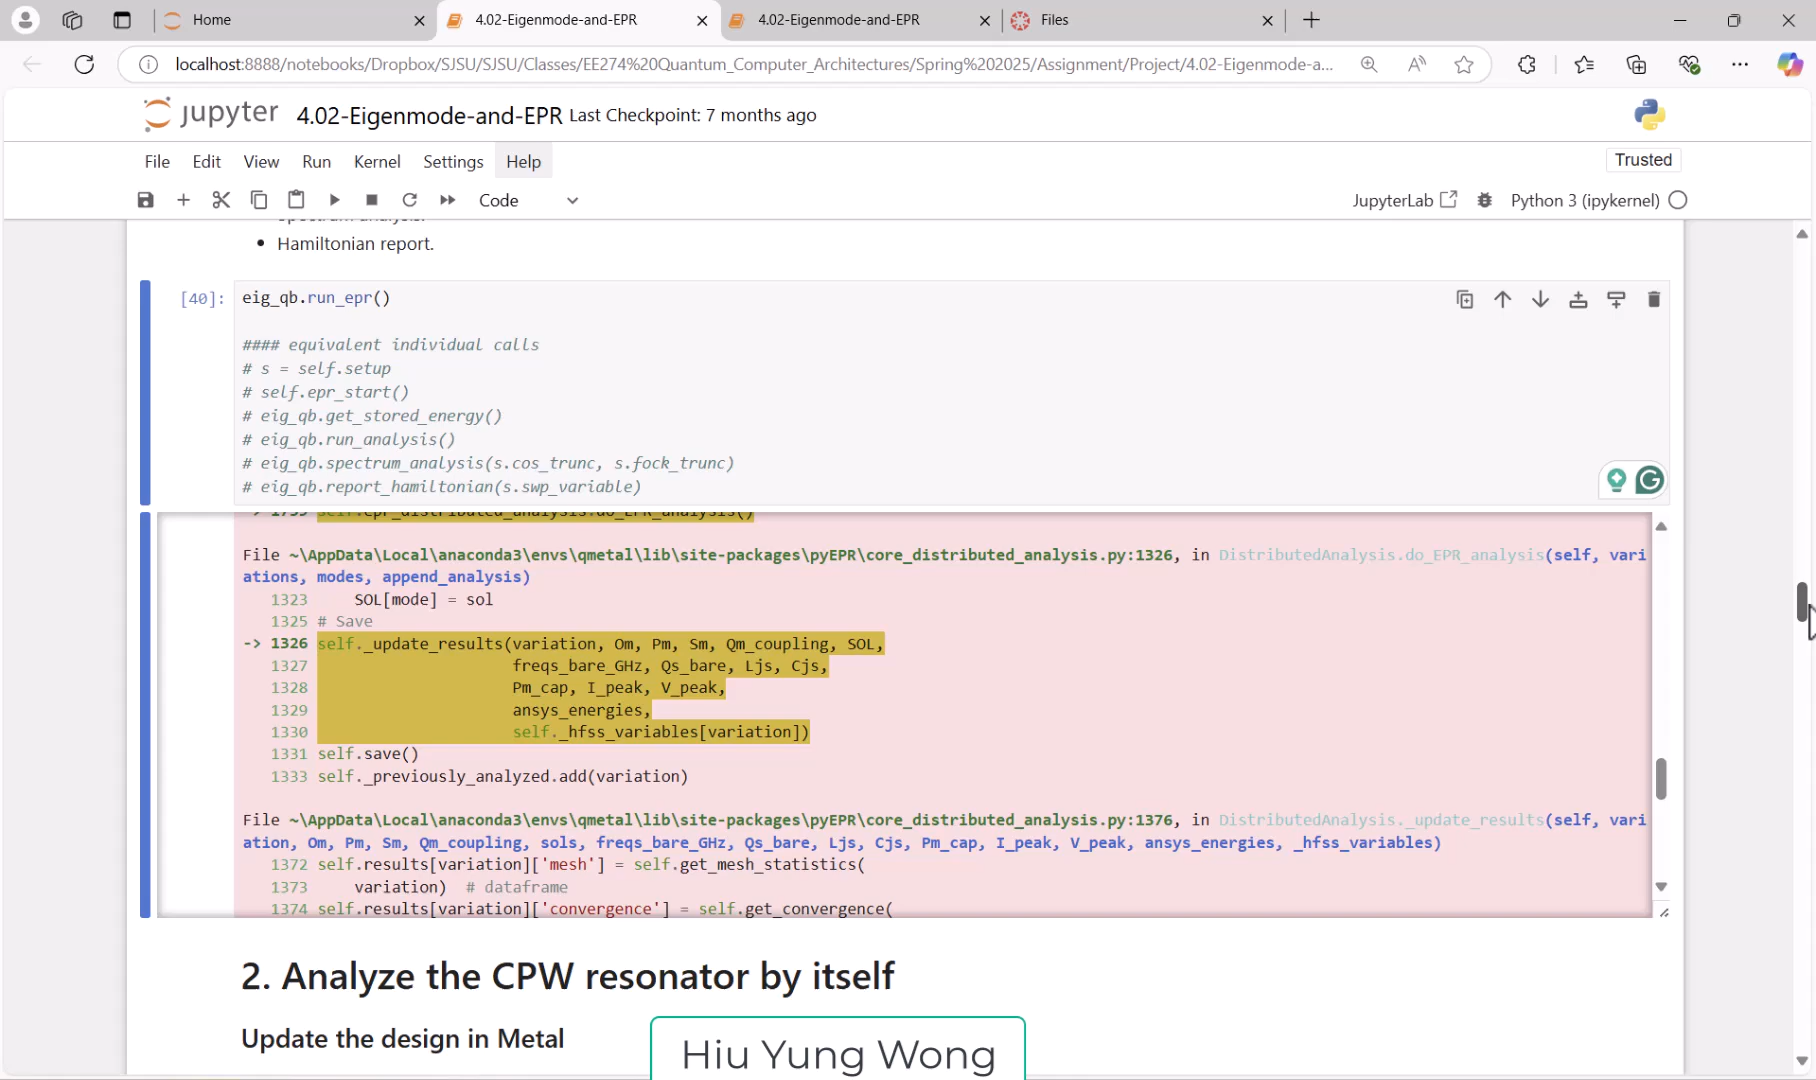 Home
4.02-Eigenmode-and-EPR
4.02-Eigenmode-and-EPR
Files
localhost:8888/notebooks/Dropbox/SJSU/SJSU/Classes/EE274%20Quantum_Computer_Architectures/Spring%202025/Assignment/Project/4.02-Eigenmode-a...
jupyter 4.02-Eigenmode-and-EPR Last Checkpoint: 7 months ago
File Edit View Run Kernel Settings Help
Trusted
Code
JupyterLab
Python 3 (ipykernel)
Spectrum analysis.
• Hamiltonian report.
[40]: eig_qb.run_epr()
#### equivalent individual calls
# s = self.setup
# self.epr_start()
# eig_qb.get_stored_energy()
# eig_qb.run_analysis()
# eig_qb.spectrum_analysis(s.cos_trunc, s.fock_trunc)
# eig_qb.report_hamiltonian(s.swp_variable)
self.epr_distributed_analysis.do_EPR_analysis()
File ~\AppData\Local\anaconda3\envs\qmetal\lib\site-packages\pyEPR\core_distributed_analysis.py:1326, in DistributedAnalysis.do_EPR_analysis(self, vari
ations, modes, append_analysis)
1323 SOL[mode] = sol
1325 # Save
-> 1326 self._update_results(variation, Om, Pm, Sm, Qm_coupling, SOL,
1327 freqs_bare_GHz, Qs_bare, Ljs, Cjs,
1328 Pm_cap, I_peak, V_peak,
1329 ansys_energies,
1330 self._hfss_variables[variation])
1331 self.save()
1333 self._previously_analyzed.add(variation)
File ~\AppData\Local\anaconda3\envs\qmetal\lib\site-packages\pyEPR\core_distributed_analysis.py:1376, in DistributedAnalysis._update_results(self, vari
ation, Om, Pm, Sm, Qm_coupling, sols, freqs_bare_GHz, Qs_bare, Ljs, Cjs, Pm_cap, I_peak, V_peak, ansys_energies, _hfss_variables)
1372 self.results[variation]['mesh'] = self.get_mesh_statistics(
1373 variation) # dataframe
1374 self.results[variation]['convergence'] = self.get_convergence(
2. Analyze the CPW resonator by itself
Update the design in Metal
Hiu Yung Wong